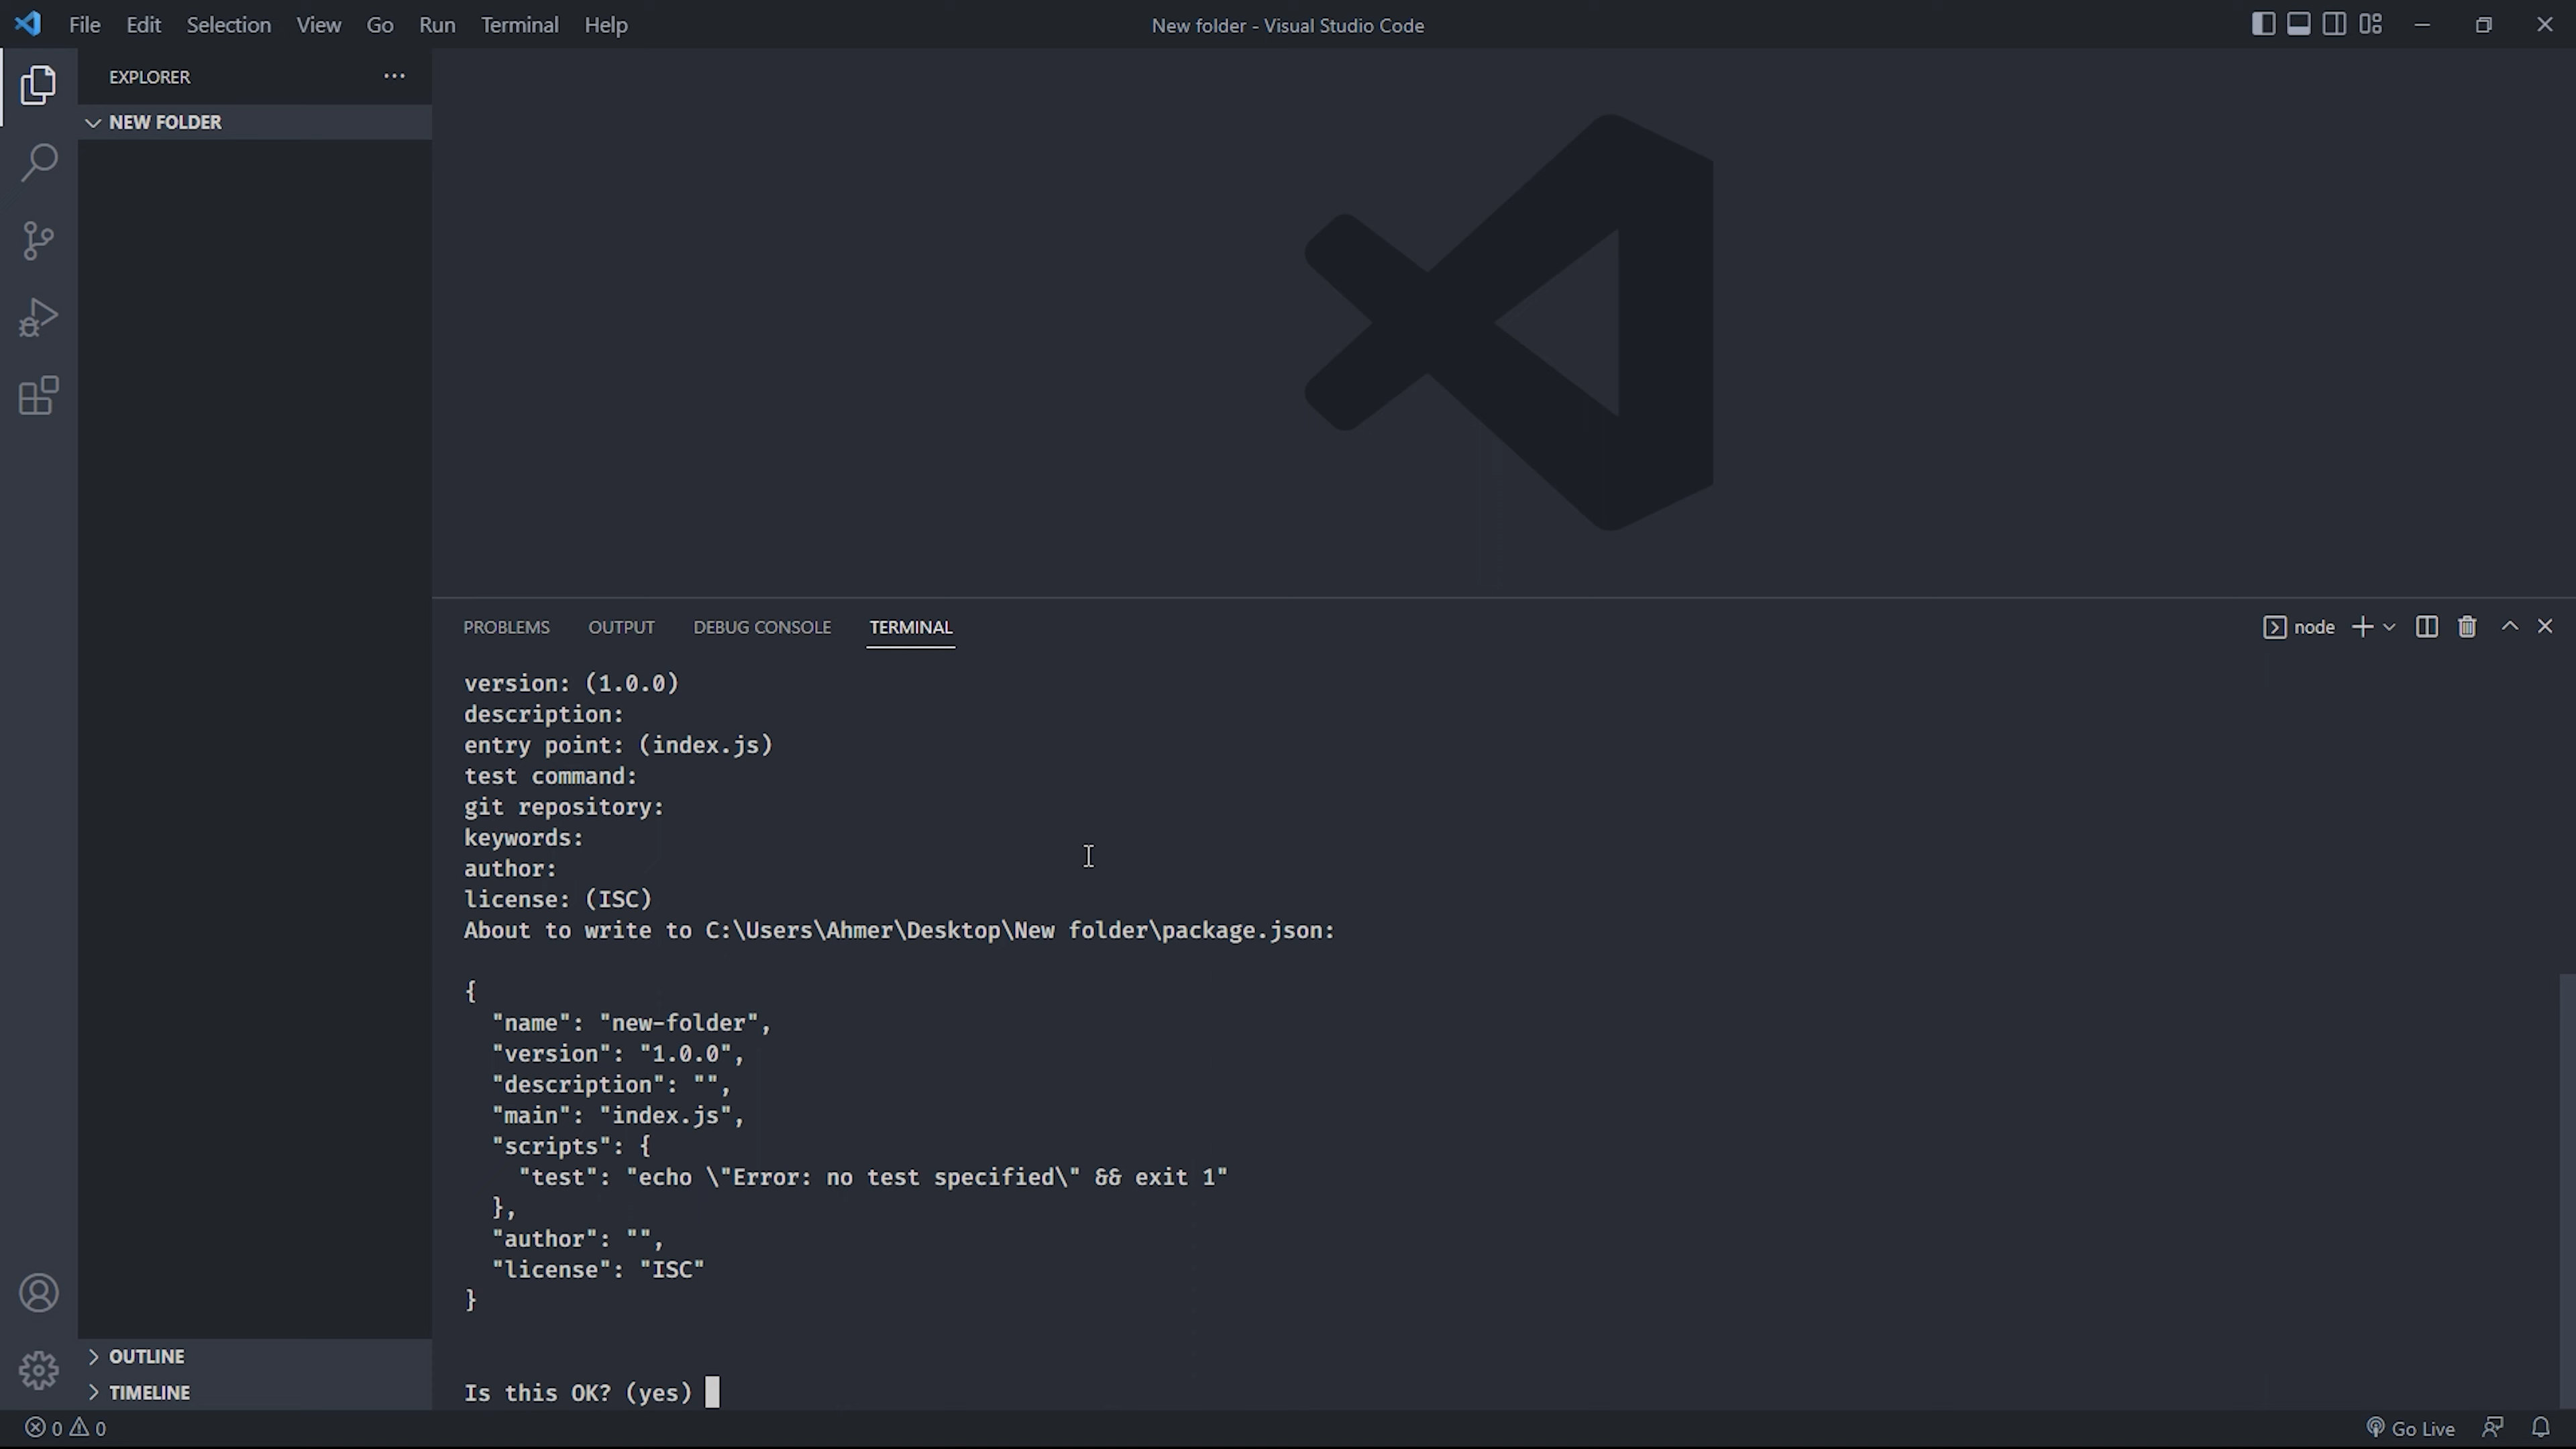 File Edit Selection View Go Run Terminal Help
New folder - Visual Studio Code
EXPLORER
NEW FOLDER
PROBLEMS OUTPUT DEBUG CONSOLE TERMINAL
node
version: (1.0.0)
description:
entry point: (index.js)
test command:
git repository:
keywords:
author:
license: (ISC)
About to write to C:\Users\Ahmer\Desktop\New folder\package.json:
{
  "name": "new-folder",
  "version": "1.0.0",
  "description": "",
  "main": "index.js",
  "scripts": {
    "test": "echo \"Error: no test specified\" && exit 1"
  },
  "author": "",
  "license": "ISC"
}
Is this OK? (yes)
OUTLINE
TIMELINE
0 0
Go Live